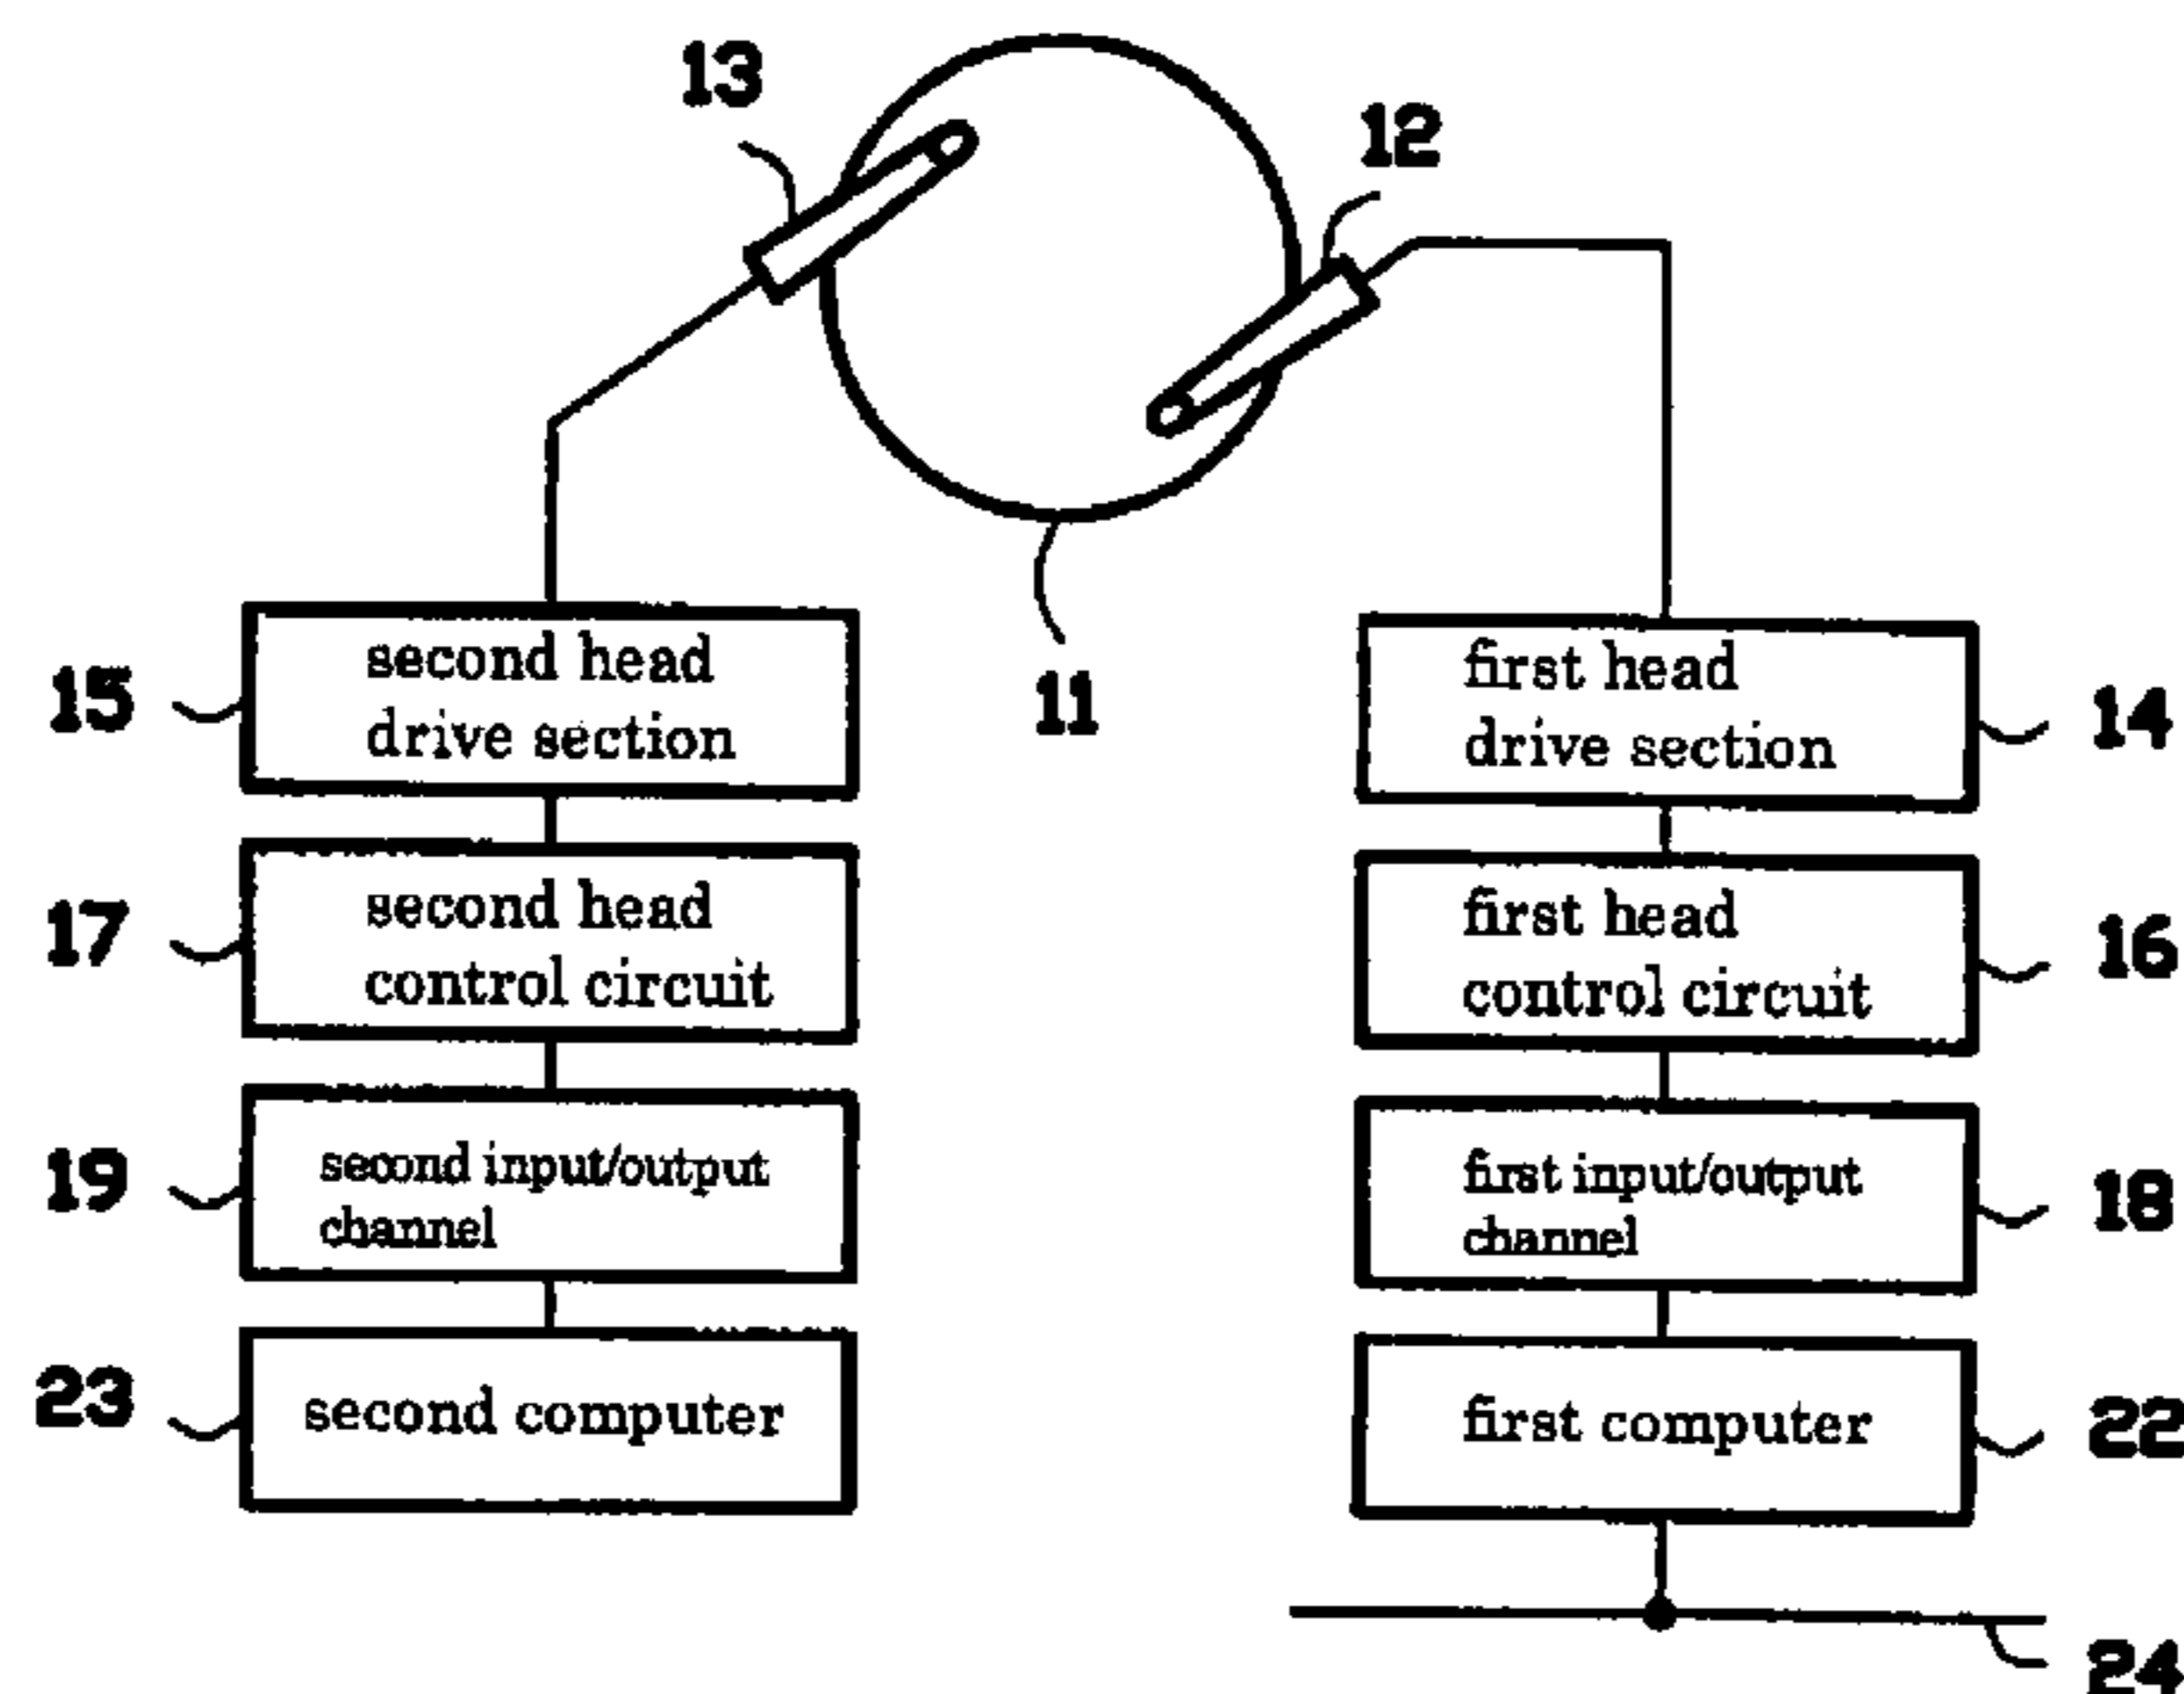 13
12
11
15
second head
drive section
first head
drive section
14
17
second head
control circuit
first head
control circuit
16
19
second input/output
channel
first input/output
channel
18
23
second computer
first computer
22
24